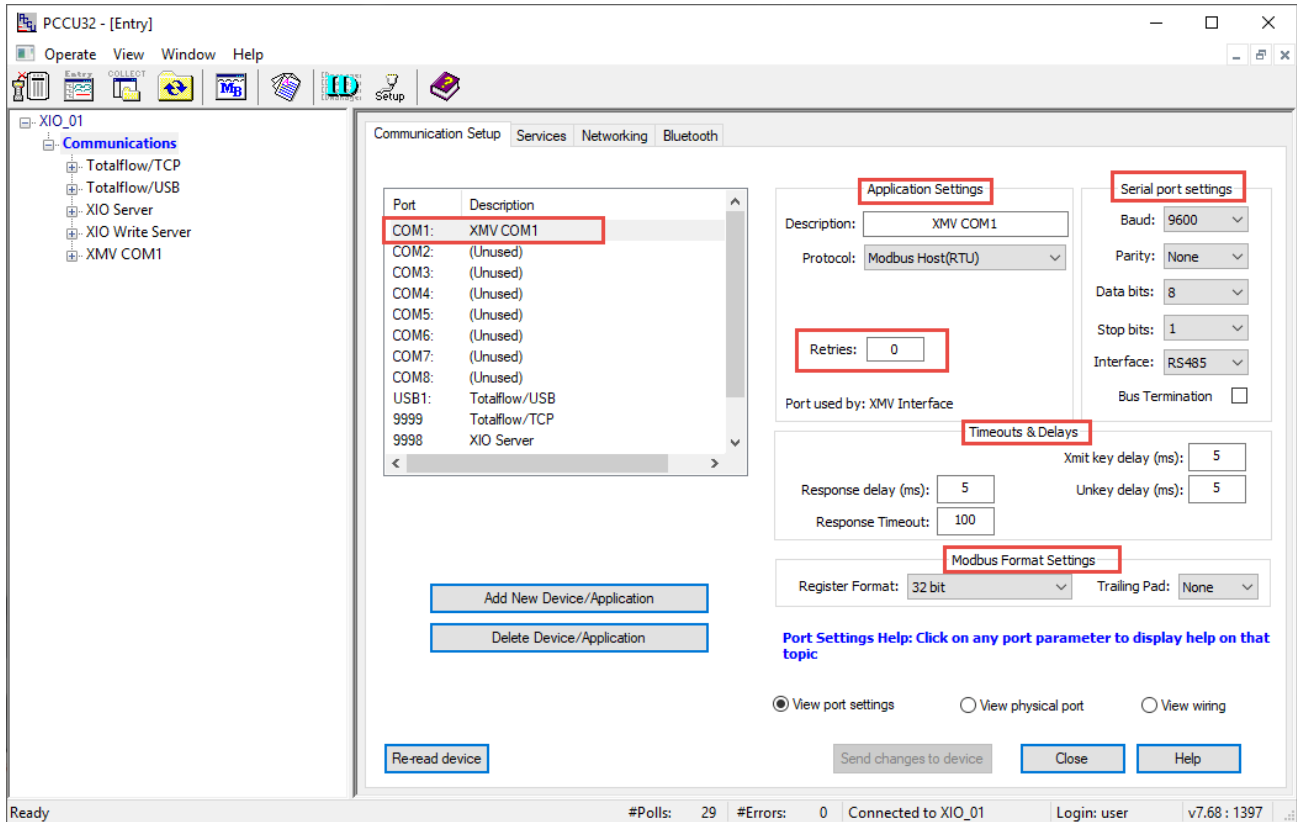 PCCU32 - [Entry]
Operate View Window Help
Entry
COLLECT
MB
ID
Setup
XIO_01
Communications
Totalflow/TCP
Totalflow/USB
XIO Server
XIO Write Server
XMV COM1
Communication Setup Services Networking Bluetooth
Port Description
COM1: XMV COM1
COM2: (Unused)
COM3: (Unused)
COM4: (Unused)
COM5: (Unused)
COM6: (Unused)
COM7: (Unused)
COM8: (Unused)
USB1: Totalflow/USB
9999 Totalflow/TCP
9998 XIO Server
Add New Device/Application
Delete Device/Application
Re-read device
Application Settings
Description: XMV COM1
Protocol: Modbus Host(RTU)
Retries: 0
Port used by: XMV Interface
Serial port settings
Baud: 9600
Parity: None
Data bits: 8
Stop bits: 1
Interface: RS485
Bus Termination
Timeouts & Delays
Xmit key delay (ms): 5
Response delay (ms): 5 Unkey delay (ms): 5
Response Timeout: 100
Modbus Format Settings
Register Format: 32 bit Trailing Pad: None
Port Settings Help: Click on any port parameter to display help on that
topic
View port settings View physical port View wiring
Send changes to device Close Help
Ready #Polls: 29 #Errors: 0 Connected to XIO_01 Login: user v7.68 : 1397